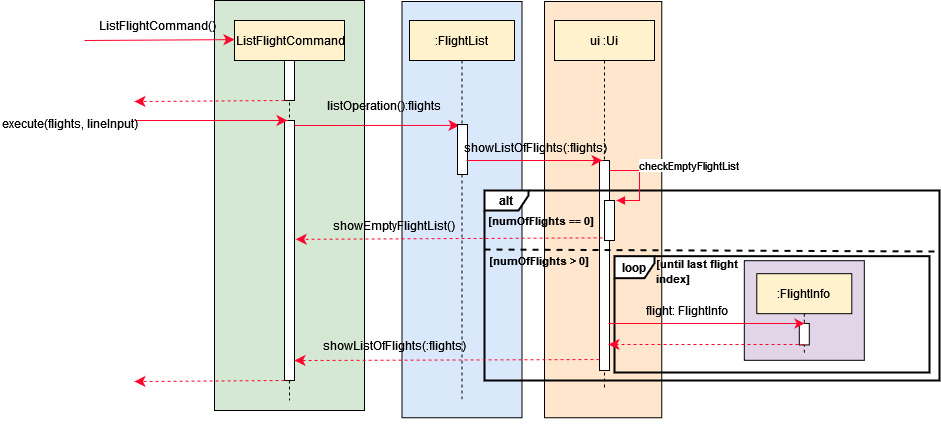 ListFlightCommand()
ListFlightCommand
:FlightList
ui :Ui
listOperation():flights
execute(flights, lineInput)
showListOfFlights(:flights)
checkEmptyFlightList
alt
[numOfFlights == 0]
showEmptyFlightList()
[numOfFlights > 0]
loop
[until last flight
index]
:FlightInfo
flight: FlightInfo
showListOfFlights(:flights)